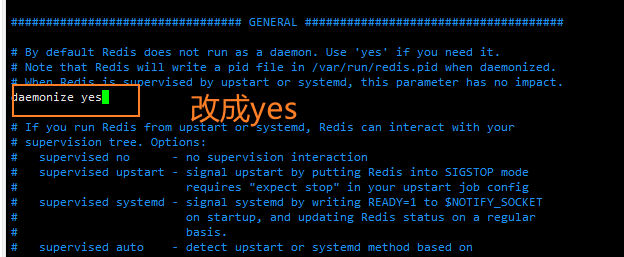 ################################ GENERAL #####################################
# By default Redis does not run as a daemon. Use 'yes' if you need it.
# Note that Redis will write a pid file in /var/run/redis.pid when daemonized.
# When Redis is supervised by upstart or systemd, this parameter has no impact.
daemonize yes
改成yes
# If you run Redis from upstart or systemd, Redis can interact with your
# supervision tree. Options:
#   supervised no      - no supervision interaction
#   supervised upstart - signal upstart by putting Redis into SIGSTOP mode
#                        requires "expect stop" in your upstart job config
#   supervised systemd - signal systemd by writing READY=1 to $NOTIFY_SOCKET
#                        on startup, and updating Redis status on a regular
#                        basis.
#   supervised auto    - detect upstart or systemd method based on